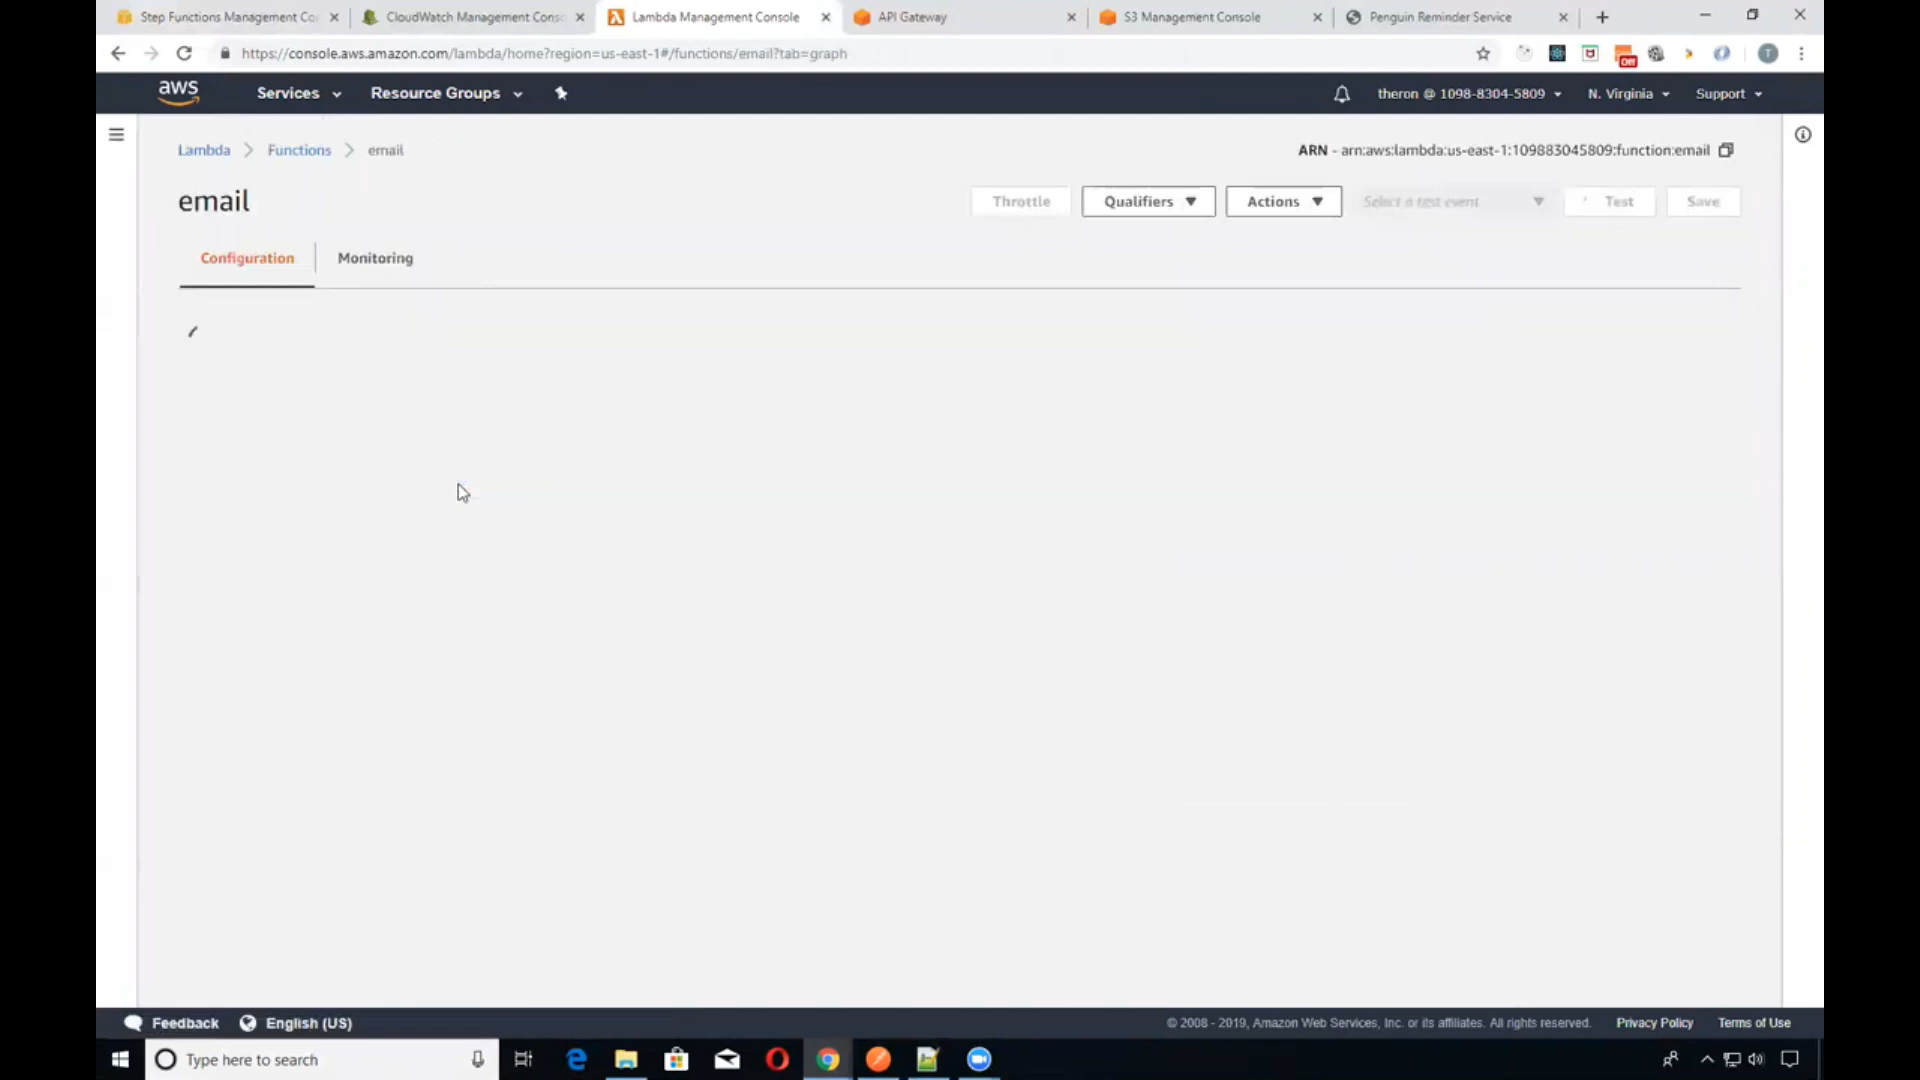 Step Functions Management Co
CloudWatch Management Conso
Lambda Management Console
API Gateway
S3 Management Console
Penguin Reminder Service
https://console.aws.amazon.com/lambda/home?region=us-east-1#/functions/email?tab=graph
Off
T
aws
Services
Resource Groups
theron @ 1098-8304-5809
N. Virginia
Support
Lambda
Functions
email
ARN - arn:aws:lambda:us-east-1:109883045809:function:email
email
Throttle
Qualifiers
Actions
Select a test event
Test
Save
Configuration
Monitoring
Feedback
English (US)
© 2008 - 2019, Amazon Web Services, Inc. or its affiliates. All rights reserved.
Privacy Policy
Terms of Use
Type here to search